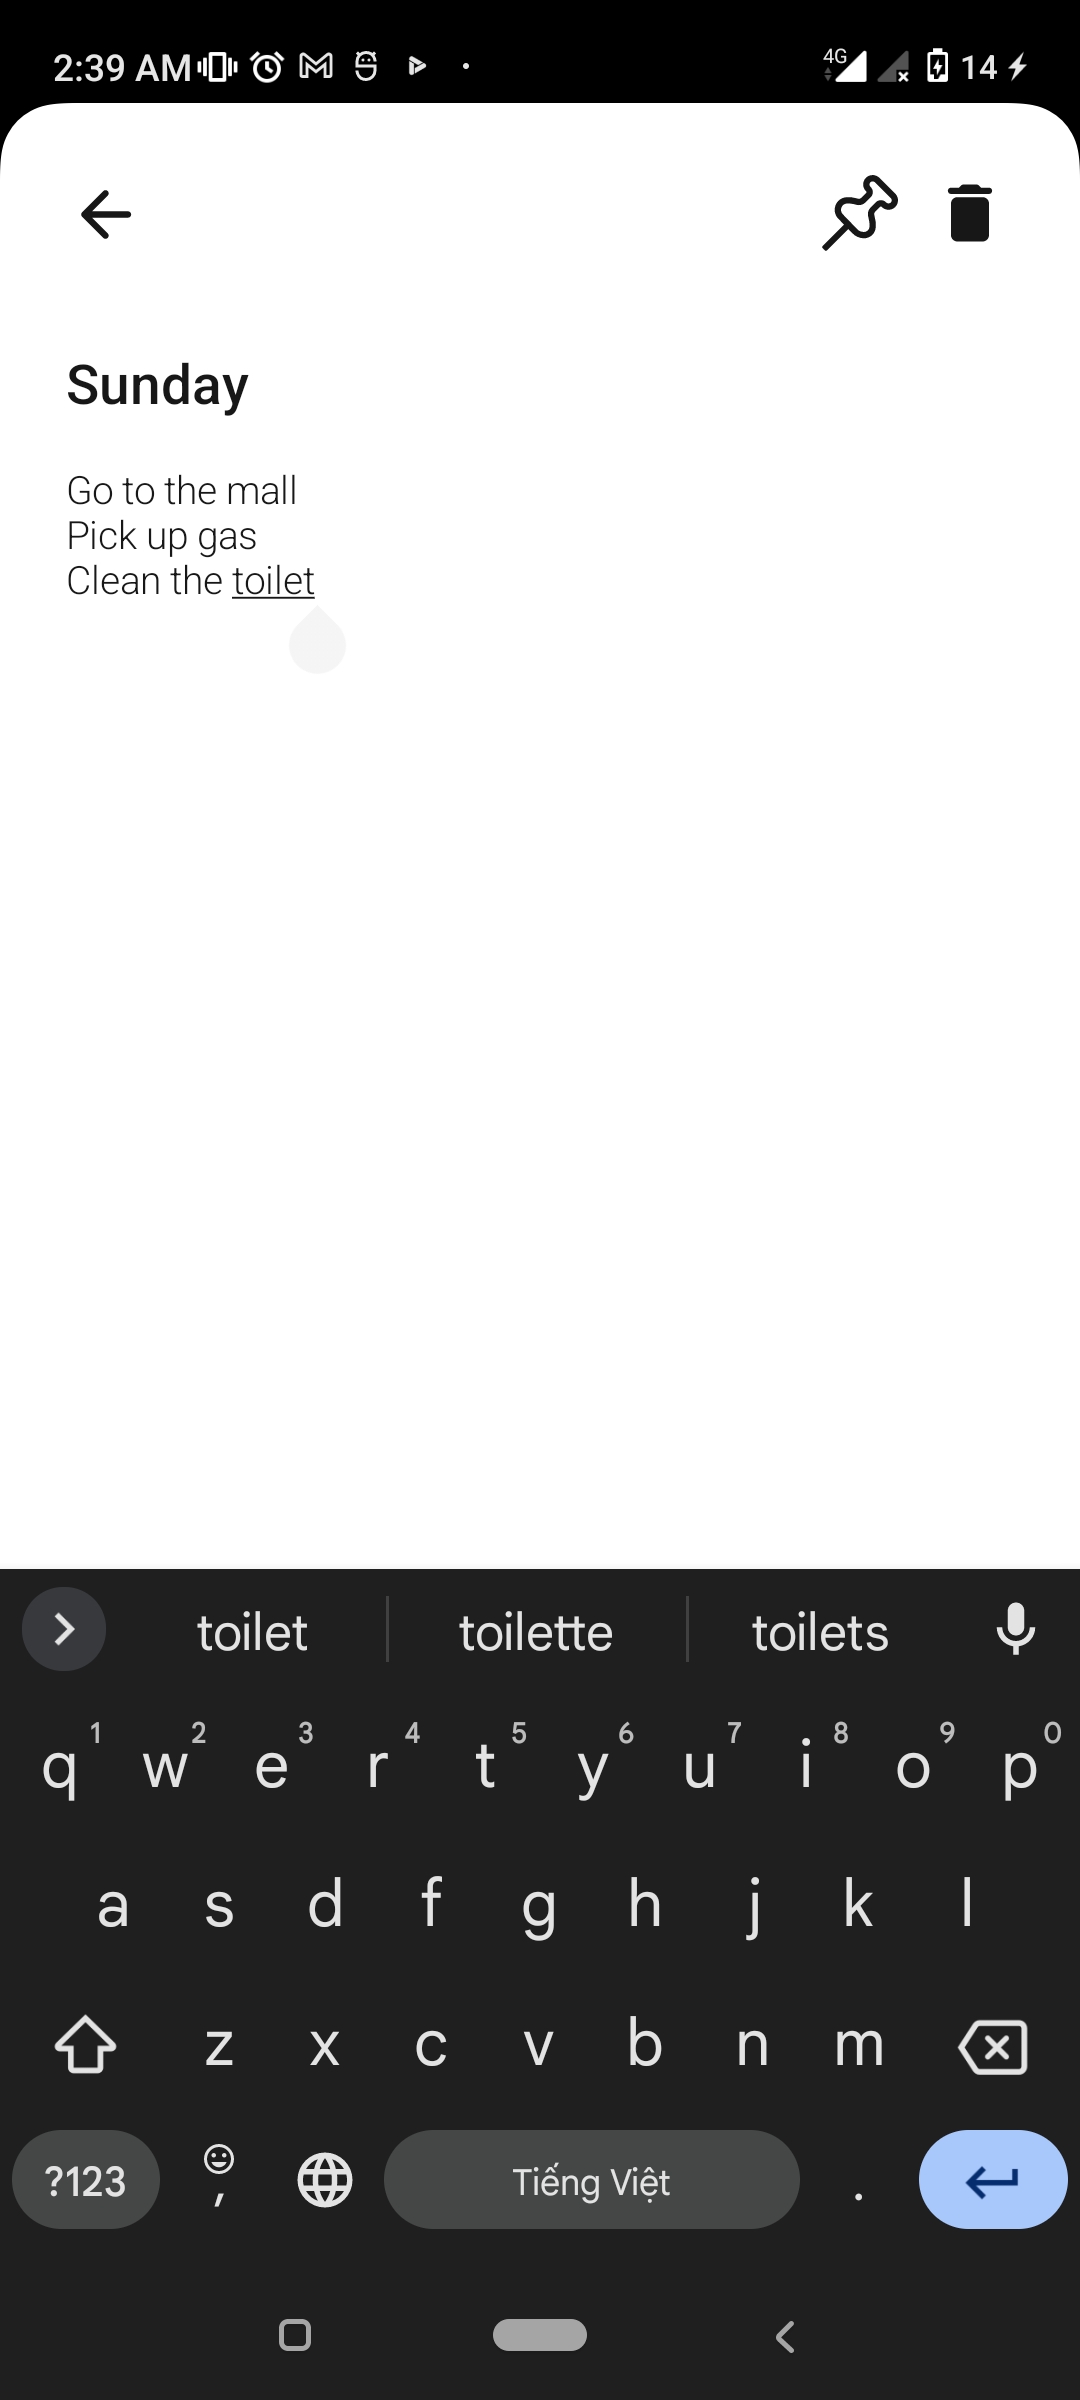 2:39 AM
4G 14
Sunday
Go to the mall
Pick up gas
Clean the toilet
toilet toilette toilets
q 1 w 2 e 3 r 4 t 5 y 6 u 7 i 8 o 9 p 0
a s d f g h j k l
z x c v b n m
?123 , Tiếng Việt .